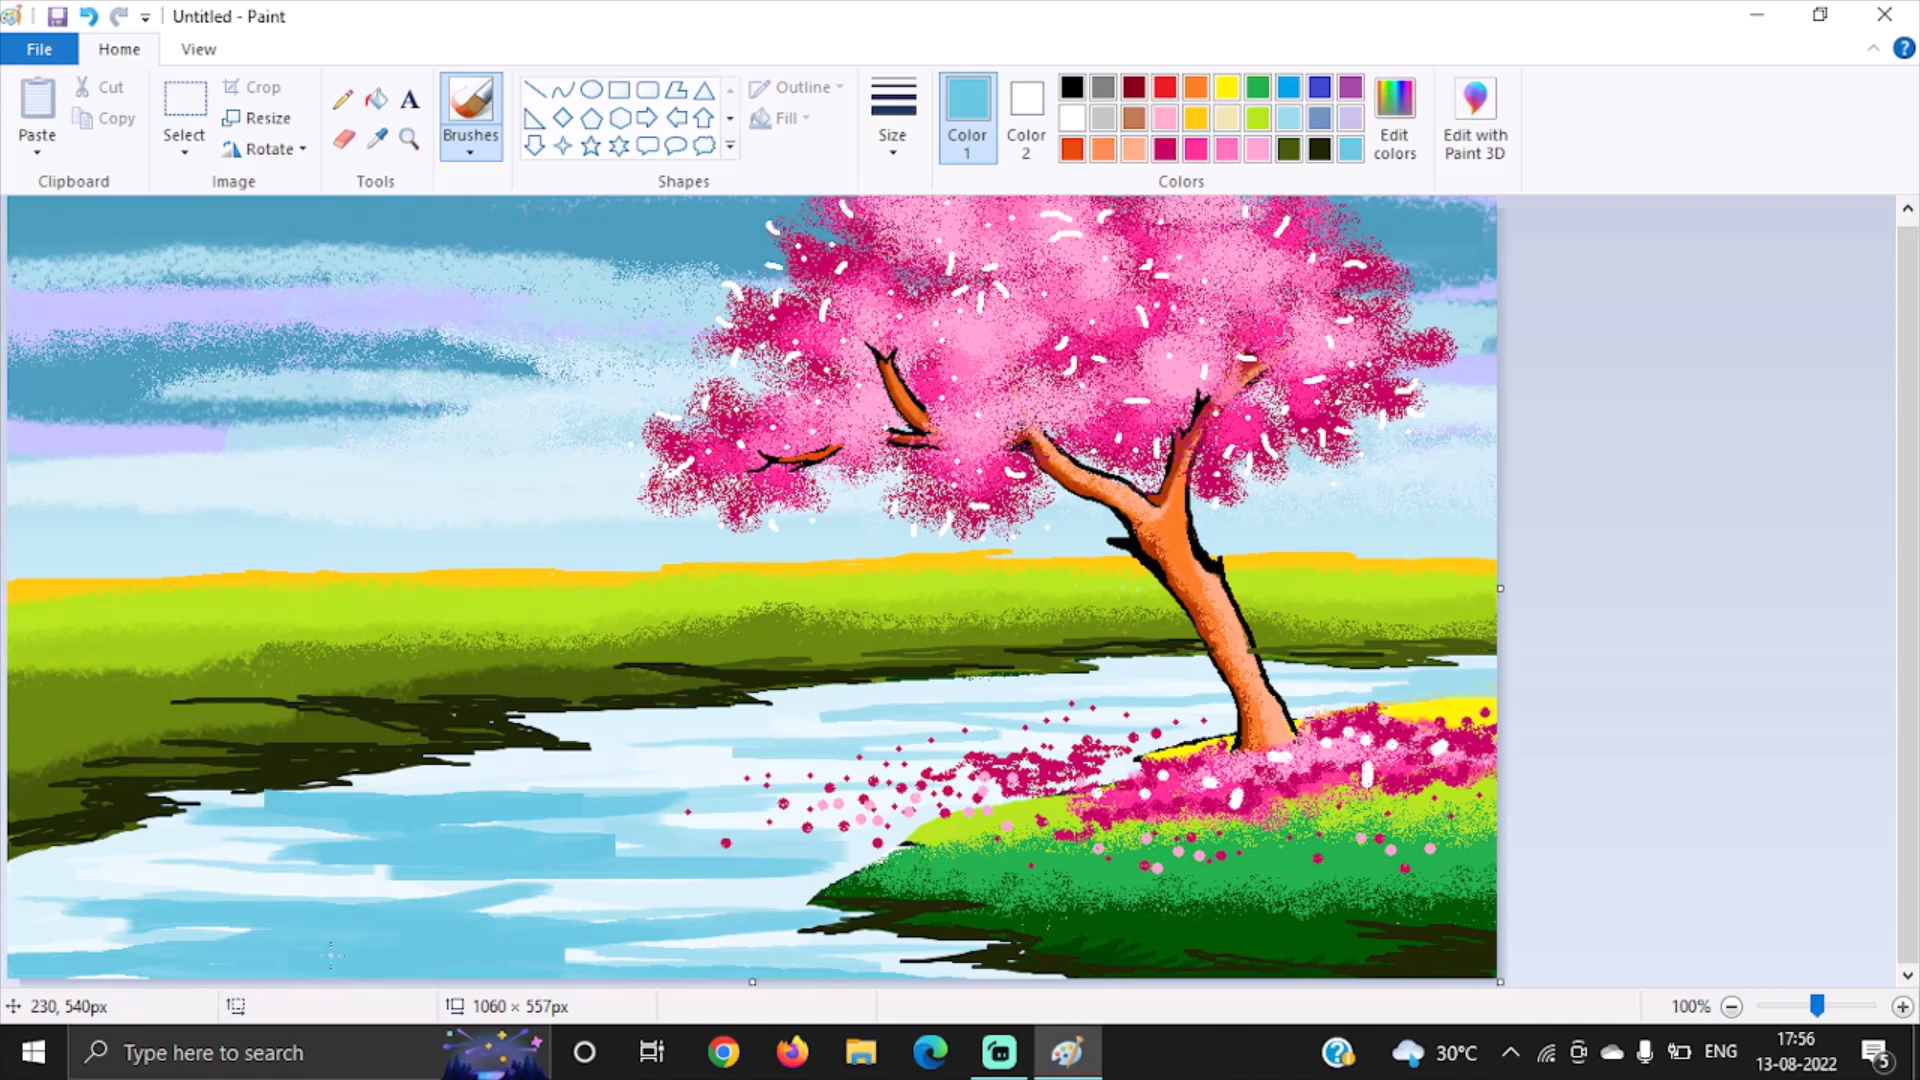 Untitled - Paint
File Home View
Paste
Cut
Copy
Clipboard
Select
Crop
Resize
Rotate
Image
A
Tools
Brushes
Shapes
Outline
Fill
Size
Color
1
Color
2
Colors
Edit
colors
Edit with
Paint 3D
?
230, 540px
1060 × 557px
100%
Type here to search
30°C
ENG
17:56
13-08-2022
5